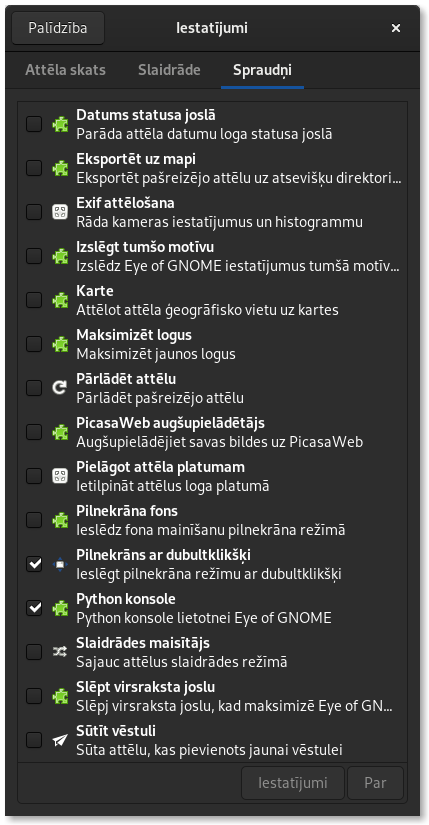 Palīdzība
Iestatījumi
Attēla skats
Slaidrāde
Spraudņi
Datums statusa joslā
Parāda attēla datumu loga statusa joslā
Eksportēt uz mapi
Eksportēt pašreizējo attēlu uz atsevišķu direktori...
Exif attēlošana
Rāda kameras iestatījumus un histogrammu
Izslēgt tumšo motīvu
Izslēdz Eye of GNOME iestatījumus tumšā motīv...
Karte
Attēlot attēla ģeogrāfisko vietu uz kartes
Maksimizēt logus
Maksimizēt jaunos logus
Pārlādēt attēlu
Pārlādēt pašreizējo attēlu
PicasaWeb augšupielādētājs
Augšupielādējiet savas bildes uz PicasaWeb
Pielāgot attēla platumam
Ietilpināt attēlus loga platumā
Pilnekrāna fons
Ieslēdz fona mainīšanu pilnekrāna režīmā
Pilnekrāns ar dubultklikšķi
Ieslēgt pilnekrāna režīmu ar dubultklikšķi
Python konsole
Python konsole lietotnei Eye of GNOME
Slaidrādes maisītājs
Sajauc attēlus slaidrādes režīmā
Slēpt virsraksta joslu
Slēpj virsraksta joslu, kad maksimizē Eye of GN...
Sūtīt vēstuli
Sūta attēlu, kas pievienots jaunai vēstulei
Iestatījumi
Par